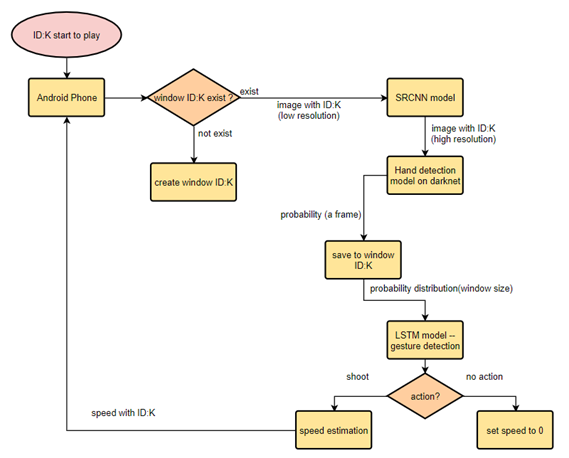 ID:K start to play
Android Phone
window ID:K exist ?
exist
image with ID:K
(low resolution)
SRCNN model
not exist
create window ID:K
image with ID:K
(high resolution)
Hand detection
model on darknet
probability (a frame)
save to window
ID:K
probability distribution(window size)
LSTM model --
gesture detection
shoot
no action
action?
speed with ID:K
speed estimation
set speed to 0